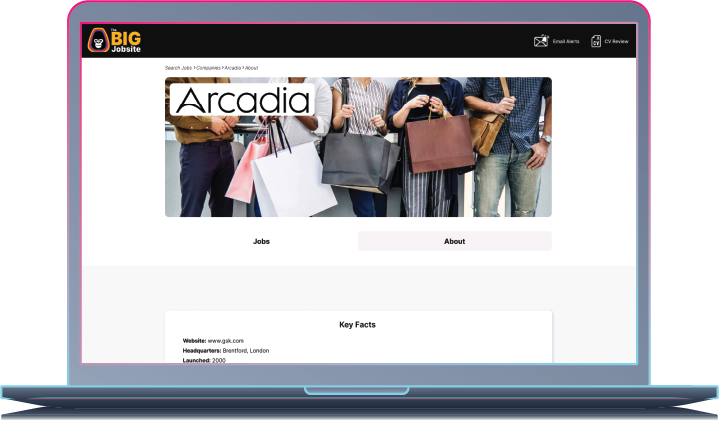 The
BIG
Jobsite
Email Alerts
CV
CV Review
Search Jobs > Companies > Arcadia > About
Arcadia
Jobs
About
Key Facts
Website: www.gsk.com
Headquarters: Brentford, London
Launched: 2000